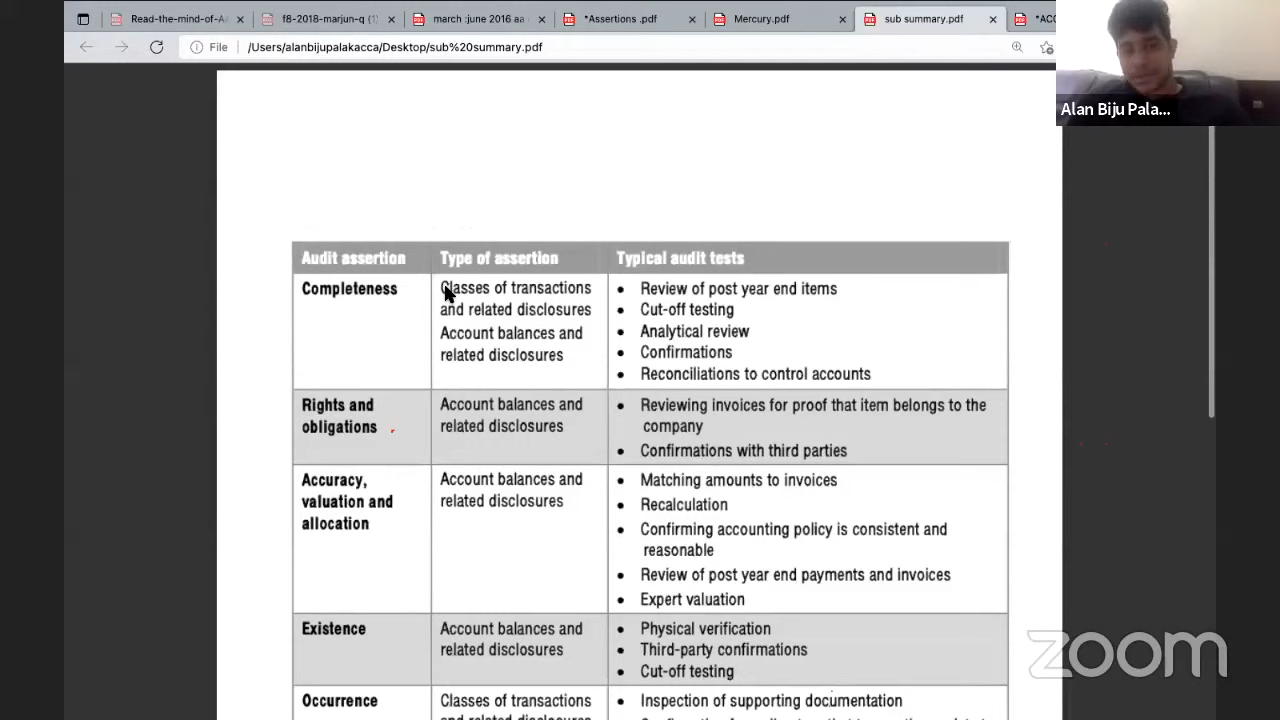 Read-the-mind-of-A
f8-2018-marjun-q (1)
march :june 2016 aa
*Assertions .pdf
Mercury.pdf
sub summary.pdf
File /Users/alanbijupalakacca/Desktop/sub%20summary.pdf
Alan Biju Pala...
Audit assertion Type of assertion Typical audit tests
Completeness Classes of transactions • Review of post year end items
and related disclosures • Cut-off testing
Account balances and • Analytical review
related disclosures • Confirmations
• Reconciliations to control accounts
Rights and Account balances and • Reviewing invoices for proof that item belongs to the
obligations related disclosures company
• Confirmations with third parties
Accuracy, Account balances and • Matching amounts to invoices
valuation and related disclosures • Recalculation
allocation • Confirming accounting policy is consistent and
reasonable
• Review of post year end payments and invoices
• Expert valuation
Existence Account balances and • Physical verification
related disclosures • Third-party confirmations
• Cut-off testing
Occurrence Classes of transactions • Inspection of supporting documentation
zoom